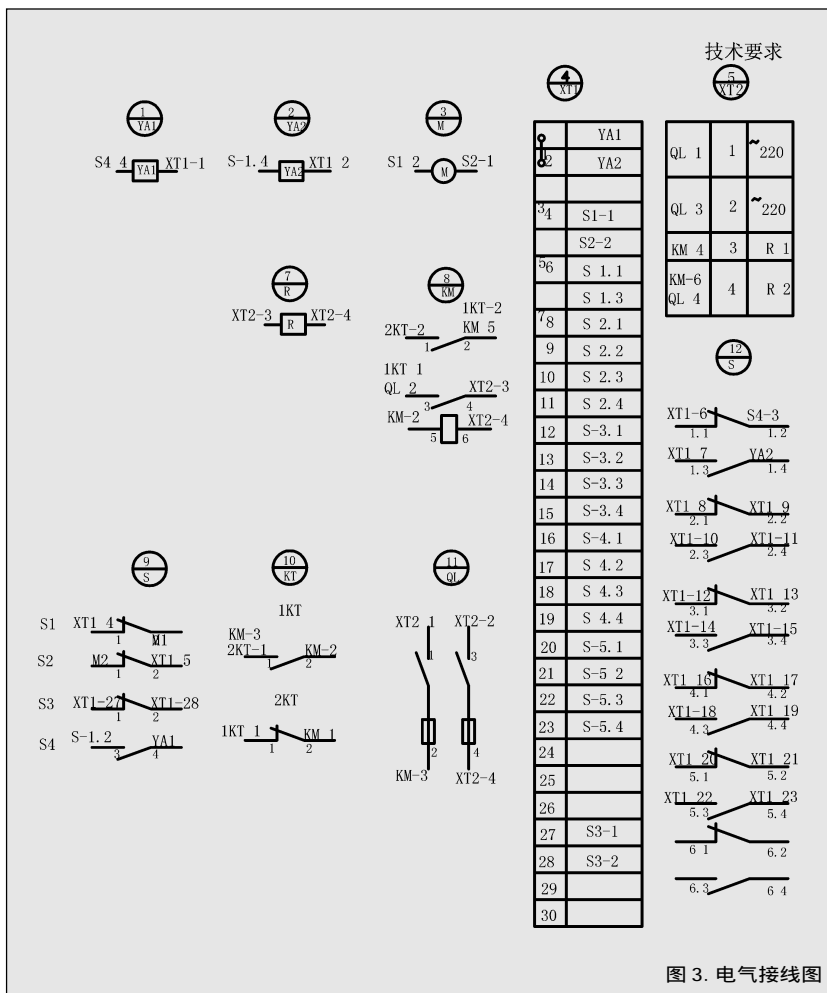 技术要求
1
YA1
S4 4 YA1 XT1-1
2
YA2
S-1.4 YA2 XT1 2
3
M
S1 2 M S2-1
4
XT1
5
XT2
7
R
XT2-3 R XT2-4
8
KM
1KT-2
2KT-2 KM 5
1 2
1KT 1
QL 2 XT2-3
3 4
KM-2 XT2-4
5 6
9
S
S1 XT1 4 M1
1
S2 M2 XT1 5
1 2
S3 XT1-27 XT1-28
1 2
S4 S-1.2 YA1
3 4
10
KT
1KT
KM-3
2KT-1 KM-2
1 2
2KT
1KT 1 KM 1
1 2
11
QL
XT2 1 XT2-2
1 3
2 4
KM-3 XT2-4
1 YA1
2 YA2
3
4 S1-1
S2-2
5
6 S 1.1
S 1.3
7
8 S 2.1
9 S 2.2
10 S 2.3
11 S 2.4
12 S-3.1
13 S-3.2
14 S-3.3
15 S-3.4
16 S-4.1
17 S 4.2
18 S 4.3
19 S 4.4
20 S-5.1
21 S-5 2
22 S-5.3
23 S-5.4
24
25
26
27 S3-1
28 S3-2
29
30
QL 1 1 ~220
QL 3 2 ~220
KM 4 3 R 1
KM-6
QL 4 4 R 2
12
S
XT1-6 S4-3
1.1 1.2
XT1 7 YA2
1.3 1.4
XT1 8 XT1 9
2.1 2.2
XT1-10 XT1-11
2.3 2.4
XT1-12 XT1 13
3.1 3.2
XT1-14 XT1-15
3.3 3.4
XT1 16 XT1 17
4.1 4.2
XT1-18 XT1 19
4.3 4.4
XT1 20 XT1 21
5.1 5.2
XT1 22 XT1 23
5.3 5.4
6 1 6.2
6.3 6 4
图 3. 电气接线图